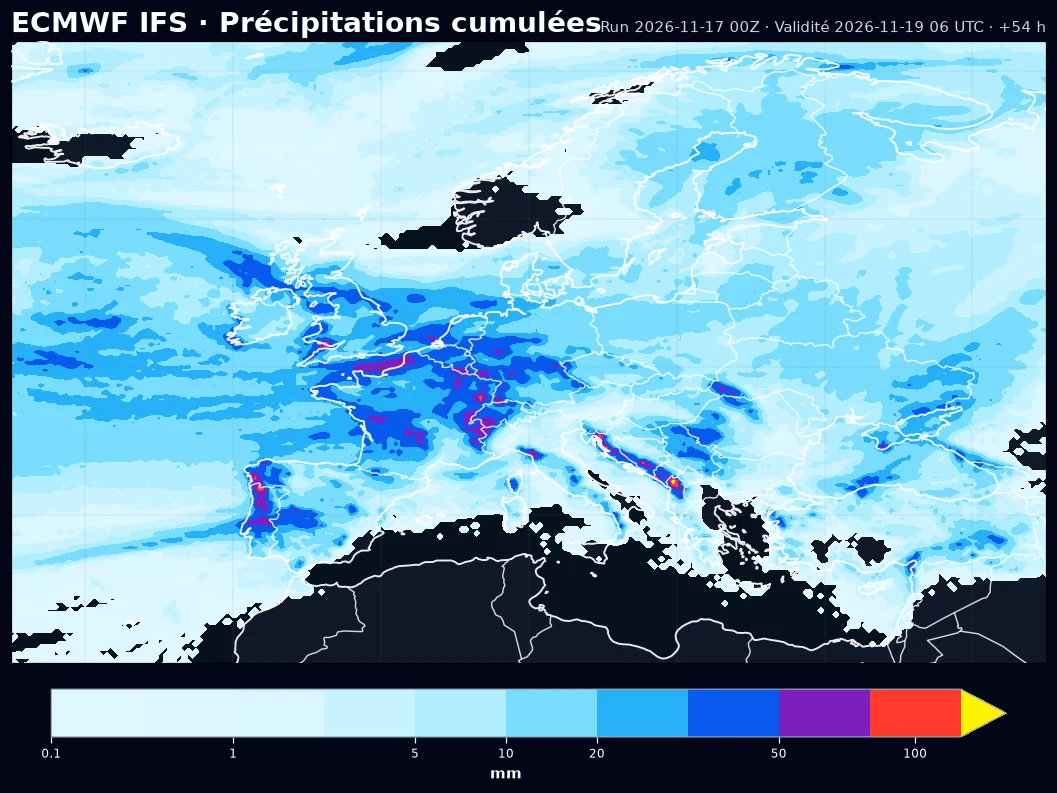 ECMWF IFS · Précipitations cumulées
Run 2026-11-17 00Z · Validité 2026-11-19 06 UTC · +54 h
0.1 1 5 10 20 50 100
mm